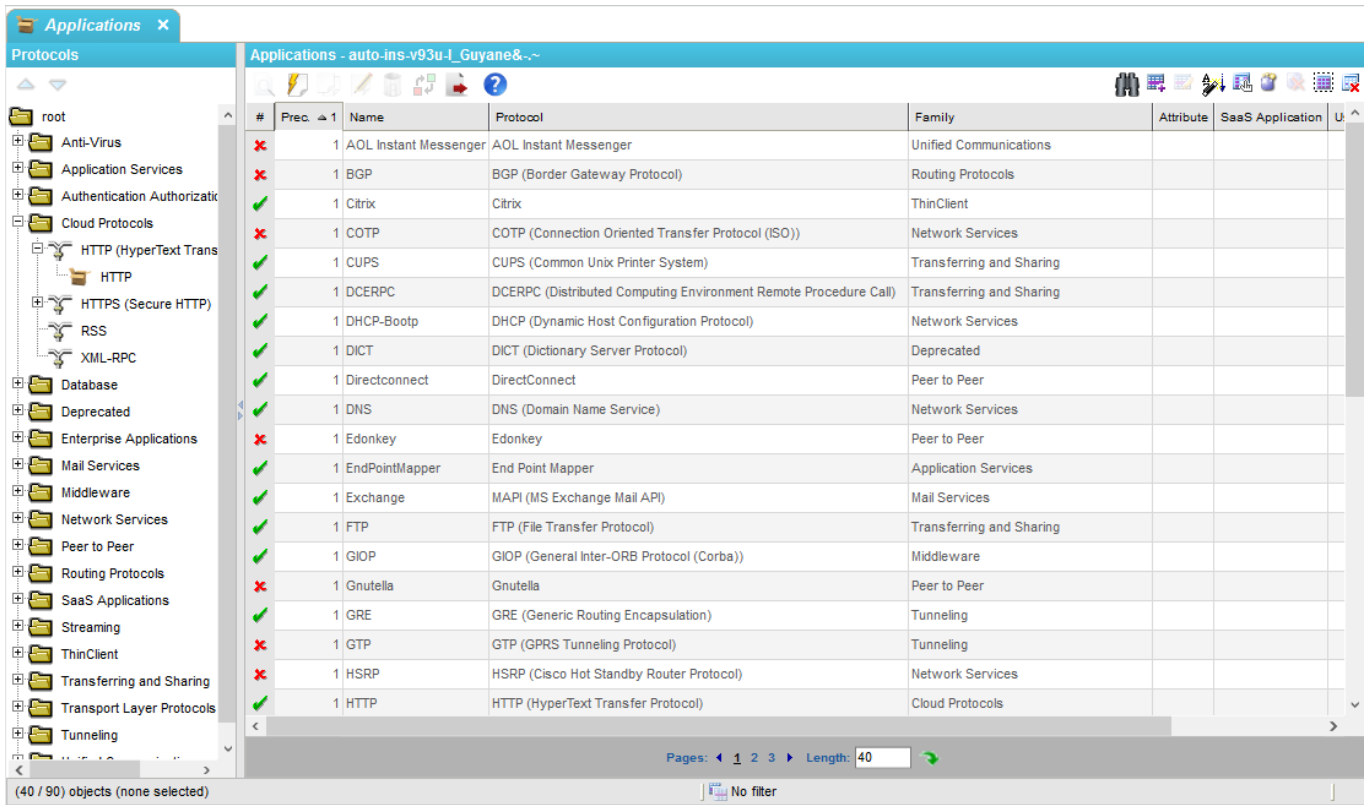 Applications ×
Protocols
root
Anti-Virus
Application Services
Authentication Authorizatic
Cloud Protocols
HTTP (HyperText Trans
HTTP
HTTPS (Secure HTTP)
RSS
XML-RPC
Database
Deprecated
Enterprise Applications
Mail Services
Middleware
Network Services
Peer to Peer
Routing Protocols
SaaS Applications
Streaming
ThinClient
Transferring and Sharing
Transport Layer Protocols
Tunneling
Applications - auto-ins-v93u-I_Guyane&-.~
# Prec. 1 Name Protocol Family Attribute SaaS Application
1 AOL Instant Messenger AOL Instant Messenger Unified Communications
1 BGP BGP (Border Gateway Protocol) Routing Protocols
1 Citrix Citrix ThinClient
1 COTP COTP (Connection Oriented Transfer Protocol (ISO)) Network Services
1 CUPS CUPS (Common Unix Printer System) Transferring and Sharing
1 DCERPC DCERPC (Distributed Computing Environment Remote Procedure Call) Transferring and Sharing
1 DHCP-Bootp DHCP (Dynamic Host Configuration Protocol) Network Services
1 DICT DICT (Dictionary Server Protocol) Deprecated
1 Directconnect DirectConnect Peer to Peer
1 DNS DNS (Domain Name Service) Network Services
1 Edonkey Edonkey Peer to Peer
1 EndPointMapper End Point Mapper Application Services
1 Exchange MAPI (MS Exchange Mail API) Mail Services
1 FTP FTP (File Transfer Protocol) Transferring and Sharing
1 GIOP GIOP (General Inter-ORB Protocol (Corba)) Middleware
1 Gnutella Gnutella Peer to Peer
1 GRE GRE (Generic Routing Encapsulation) Tunneling
1 GTP GTP (GPRS Tunneling Protocol) Tunneling
1 HSRP HSRP (Cisco Hot Standby Router Protocol) Network Services
1 HTTP HTTP (HyperText Transfer Protocol) Cloud Protocols
Pages: 1 2 3 Length: 40
(40 / 90) objects (none selected) No filter